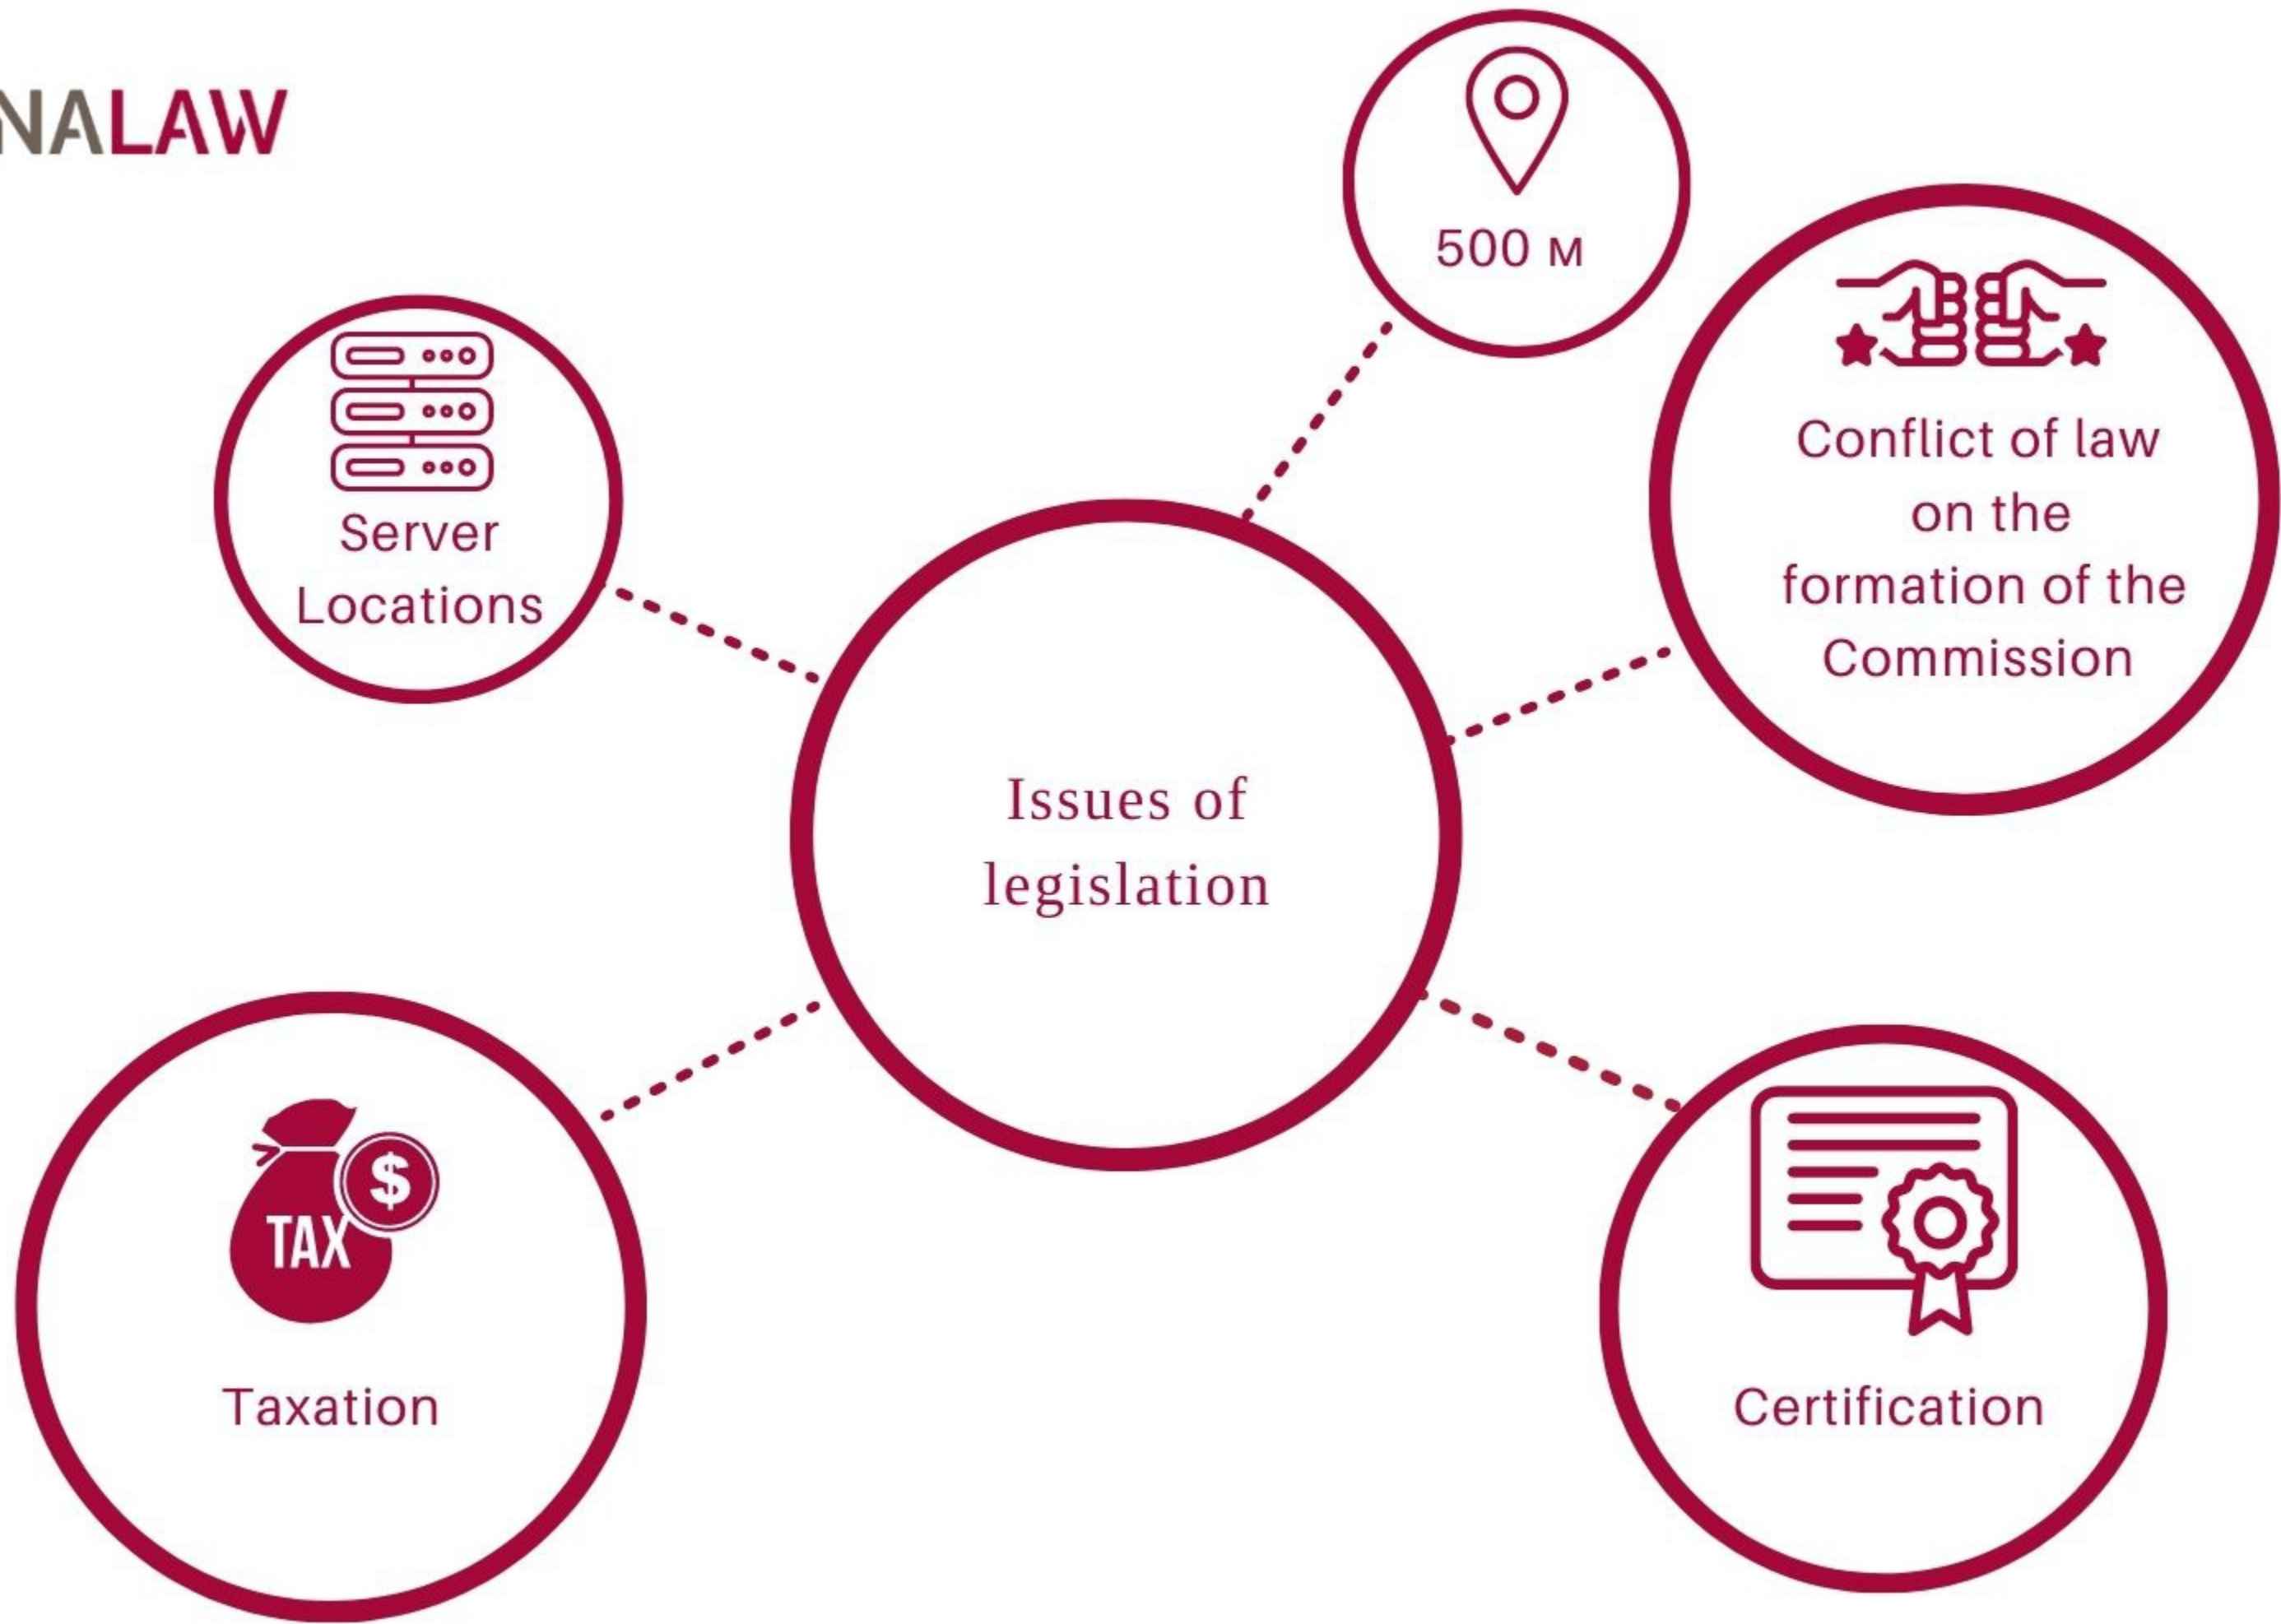 NALAW
500 м
Conflict of law
on the
formation of the
Commission
Server
Locations
Issues of
legislation
$
TAX
Taxation
Certification